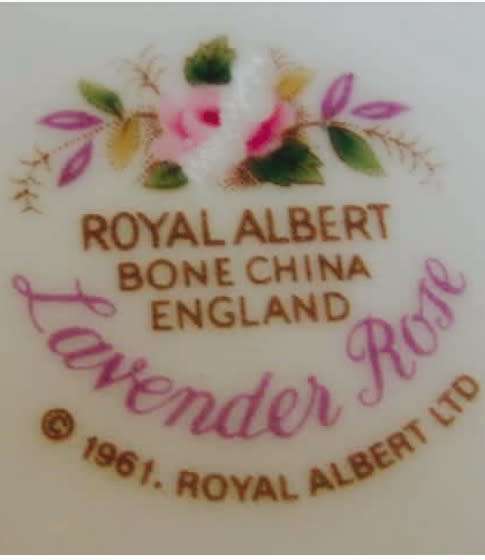 ROYAL ALBERT
BONE CHINA
ENGLAND
Lavender Rose
© 1961. ROYAL ALBERT LTD